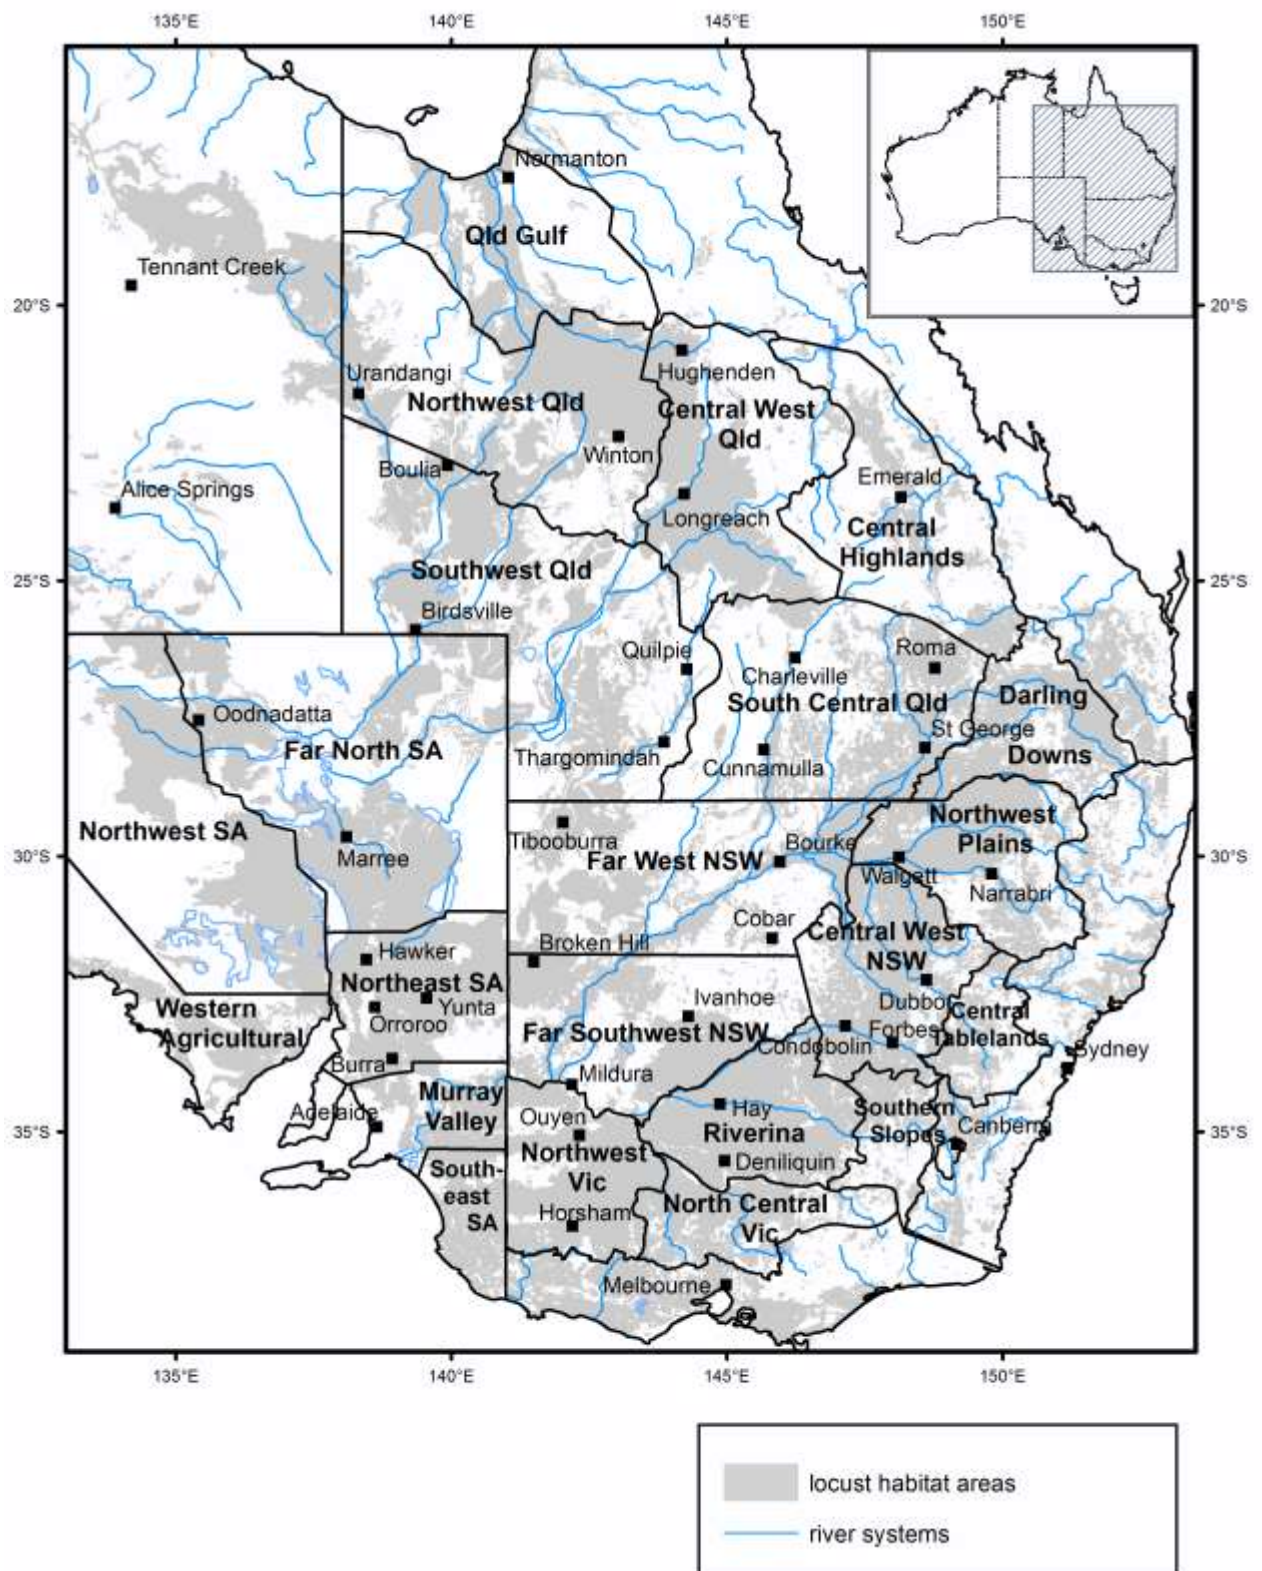 135°E 140°E 145°E 150°E
Normanton
Qld Gulf
Tennant Creek
20°S 20°S
Urandangi
Hughenden
Northwest Qld
Central West
Qld
Winton
Boulia
Emerald
Alice Springs
Longreach
Central
Highlands
Southwest Qld
25°S 25°S
Birdsville
Quilpie
Roma
Charleville
South Central Qld
Darling
Oodnadatta
St George
Far North SA
Thargomindah
Downs
Cunnamulla
Northwest
Plains
Northwest SA
Tibooburra
Bourke
Far West NSW
Marree
30°S 30°S
Walgett
Narrabri
Cobar
Central West
NSW
Broken Hill
Hawker
Northeast SA
Ivanhoe
Dubbo
Western
Agricultural
Yunta
Orroroo
Far Southwest NSW
Forbes
Central
Tablelands
Condobolin
Sydney
Burra
Mildura
Murray
Valley
Adelaide
Ouyen
Hay
Southern
Slopes
Canberra
35°S 35°S
Riverina
Northwest
Vic
Deniliquin
South-
east
SA
North Central
Vic
Horsham
Melbourne
135°E 140°E 145°E 150°E
locust habitat areas
river systems